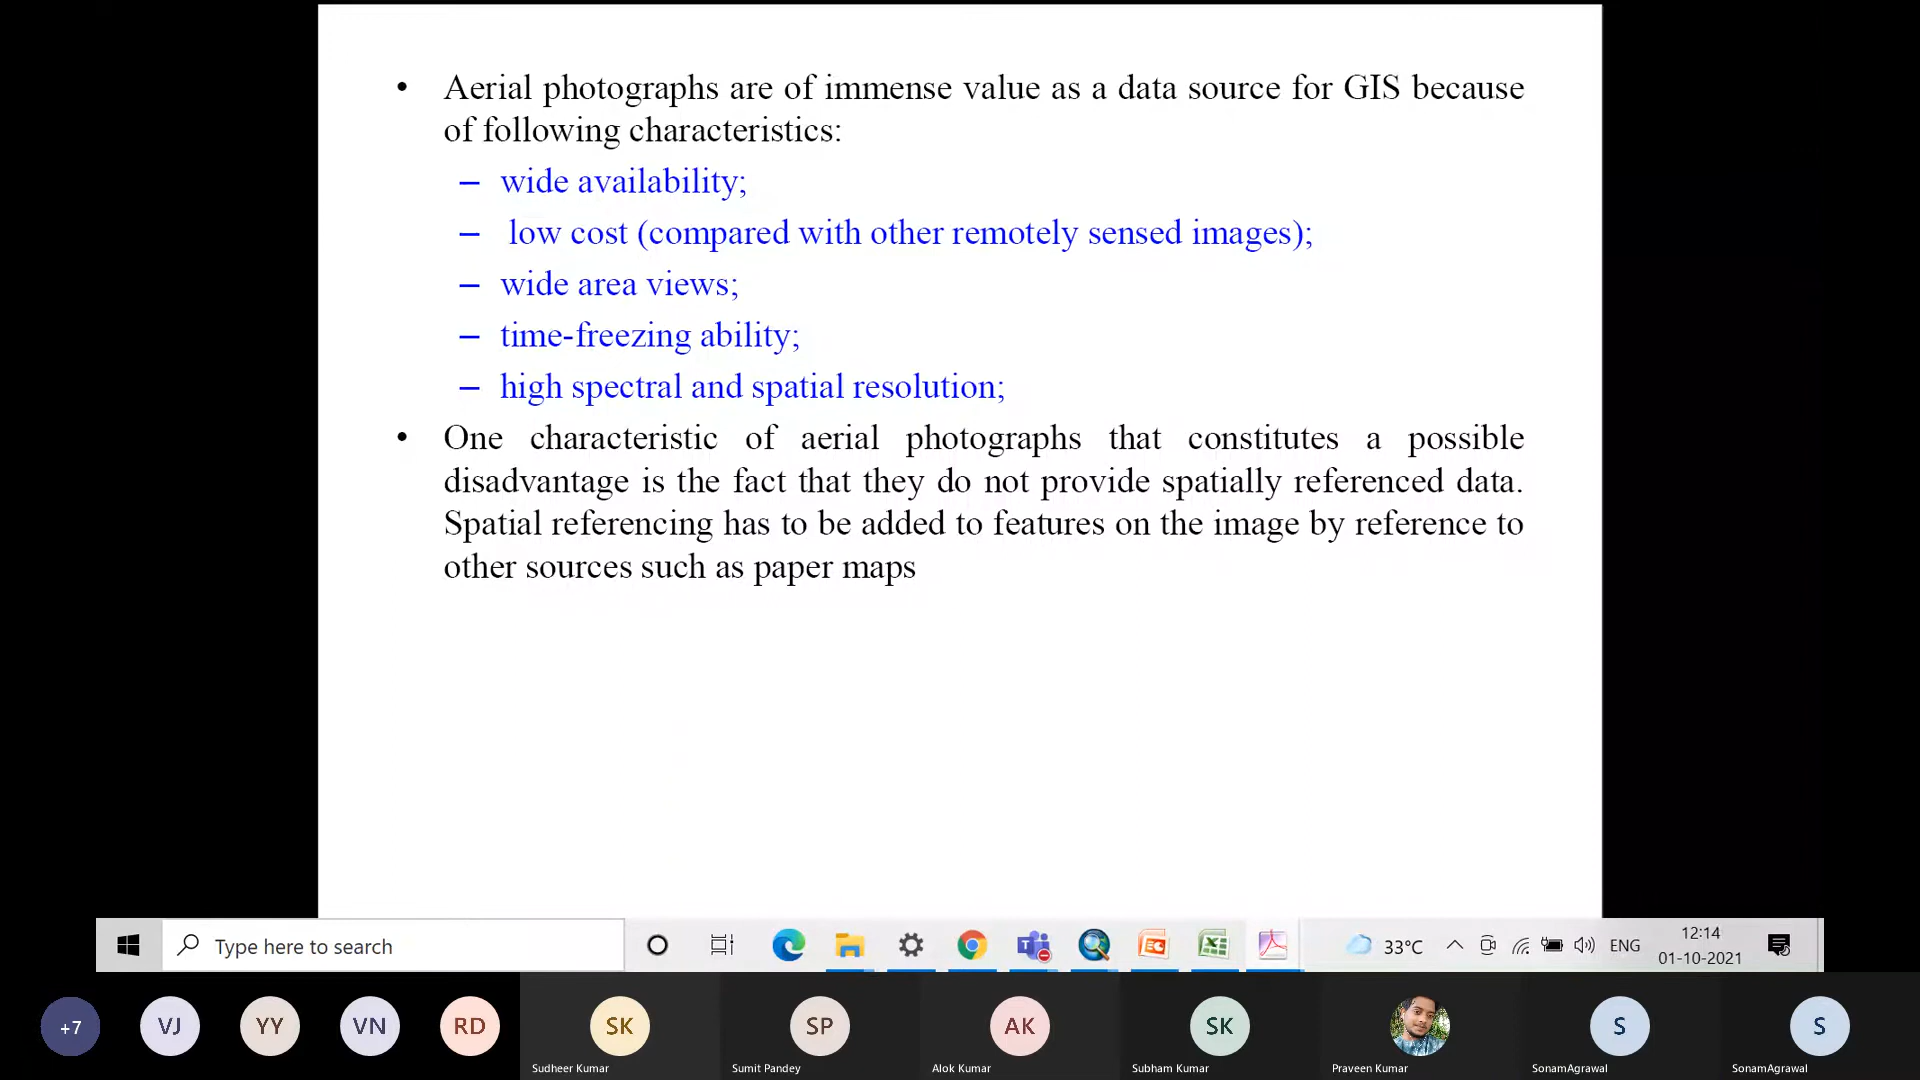 • Aerial photographs are of immense value as a data source for GIS because
of following characteristics:
– wide availability;
– low cost (compared with other remotely sensed images);
– wide area views;
– time-freezing ability;
– high spectral and spatial resolution;
• One characteristic of aerial photographs that constitutes a possible
disadvantage is the fact that they do not provide spatially referenced data.
Spatial referencing has to be added to features on the image by reference to
other sources such as paper maps
Type here to search
33°C
ENG
12:14
01-10-2021
+7
VJ
YY
VN
RD
SK
SP
AK
SK
S
S
Sudheer Kumar
Sumit Pandey
Alok Kumar
Subham Kumar
Praveen Kumar
SonamAgrawal
SonamAgrawal